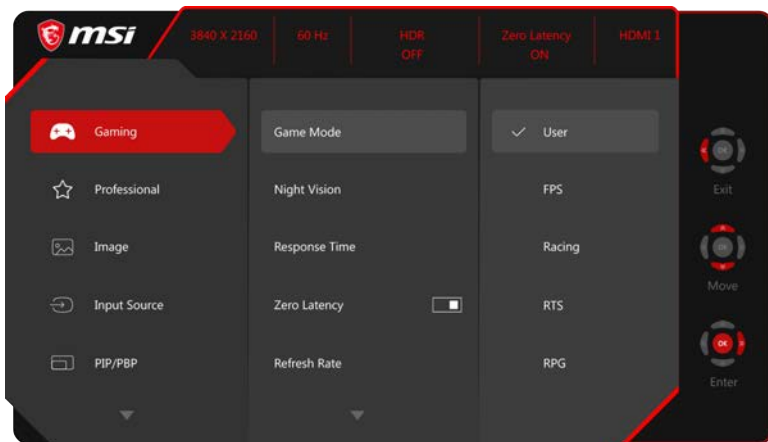 msi
3840 X 2160
60 Hz
HDR
OFF
Zero Latency
ON
HDMI 1
Gaming
Professional
Image
Input Source
PIP/PBP
Game Mode
Night Vision
Response Time
Zero Latency
Refresh Rate
User
FPS
Racing
RTS
RPG
OK
Exit
OK
Move
OK
Enter